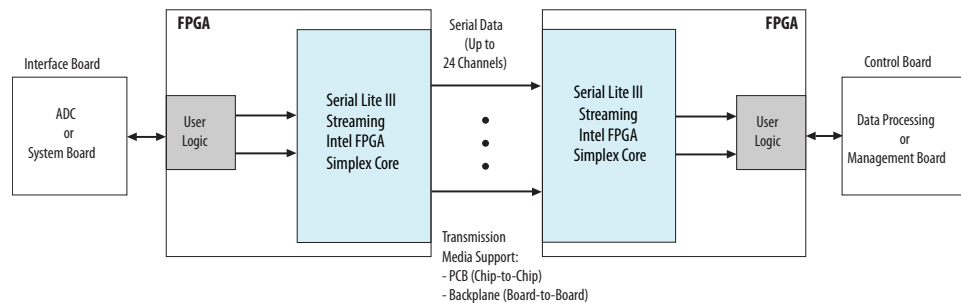 FPGA
Serial Data
(Up to
24 Channels)
FPGA
Interface Board
Control Board
ADC
or
System Board
User
Logic
Serial Lite III
Streaming
Intel FPGA
Simplex Core
Serial Lite III
Streaming
Intel FPGA
Simplex Core
User
Logic
Data Processing
or
Management Board
Transmission
Media Support:
- PCB (Chip-to-Chip)
- Backplane (Board-to-Board)